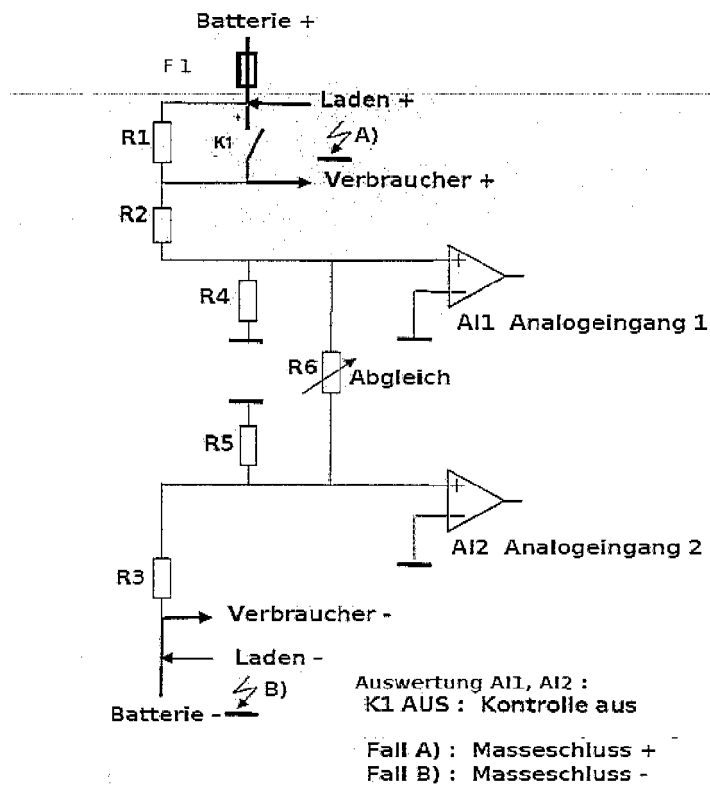 Batterie +
F 1
Laden +
+
R1
K1
A)
Verbraucher +
R2
+
R4
AI1 Analogeingang 1
R6
Abgleich
R5
+
AI2 Analogeingang 2
R3
Verbraucher -
Laden -
B)
Batterie -
Auswertung AI1, AI2 :
K1 AUS : Kontrolle aus
Fall A) : Masseschluss +
Fall B) : Masseschluss -